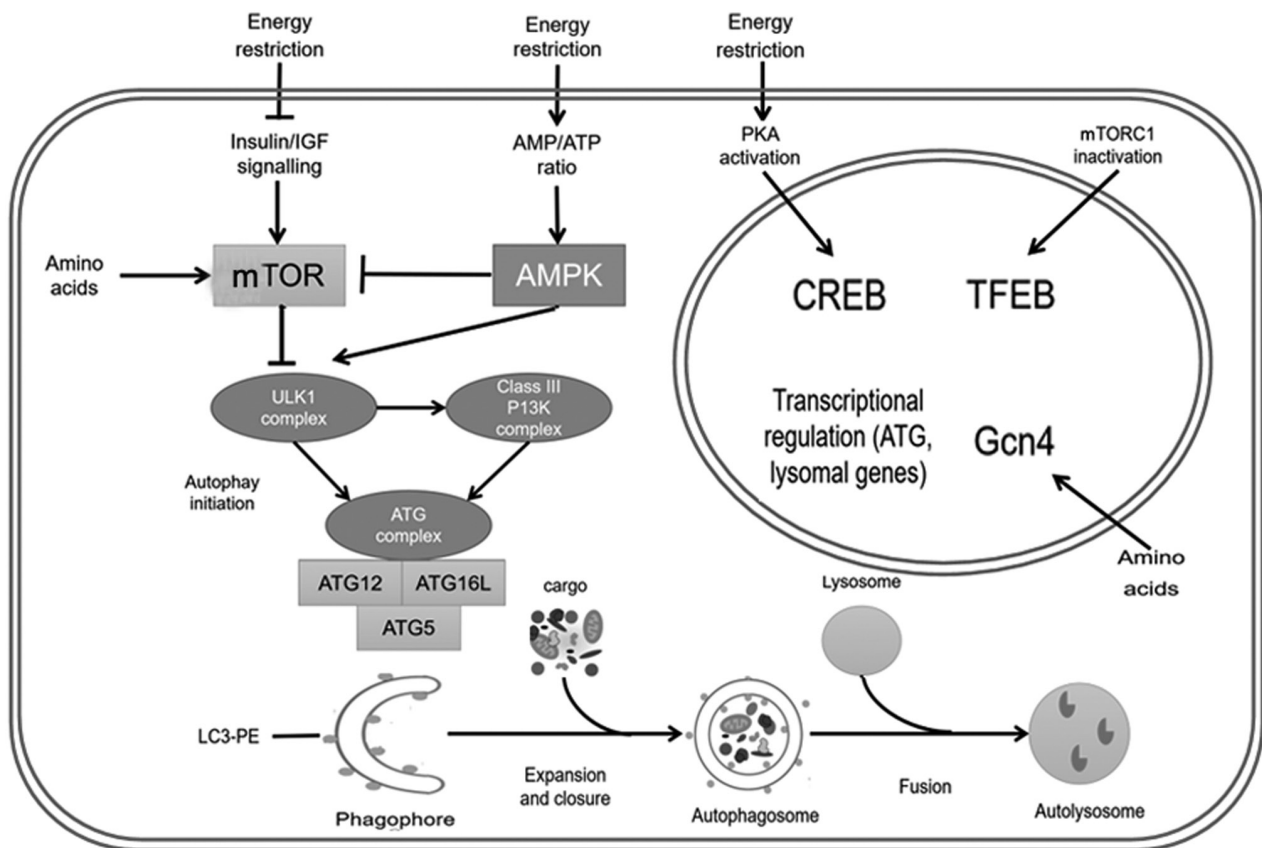 Energy
restriction
Energy
restriction
Energy
restriction
Insulin/IGF
signalling
AMP/ATP
ratio
PKA
activation
mTORC1
inactivation
Amino
acids
mTOR
AMPK
CREB
TFEB
ULK1
complex
Class III
P13K
complex
Transcriptional
regulation (ATG,
lysomal genes)
Gcn4
Autophay
initiation
ATG
complex
Amino
acids
ATG12
ATG16L
ATG5
cargo
Lysosome
LC3-PE
Phagophore
Expansion
and closure
Autophagosome
Fusion
Autolysosome